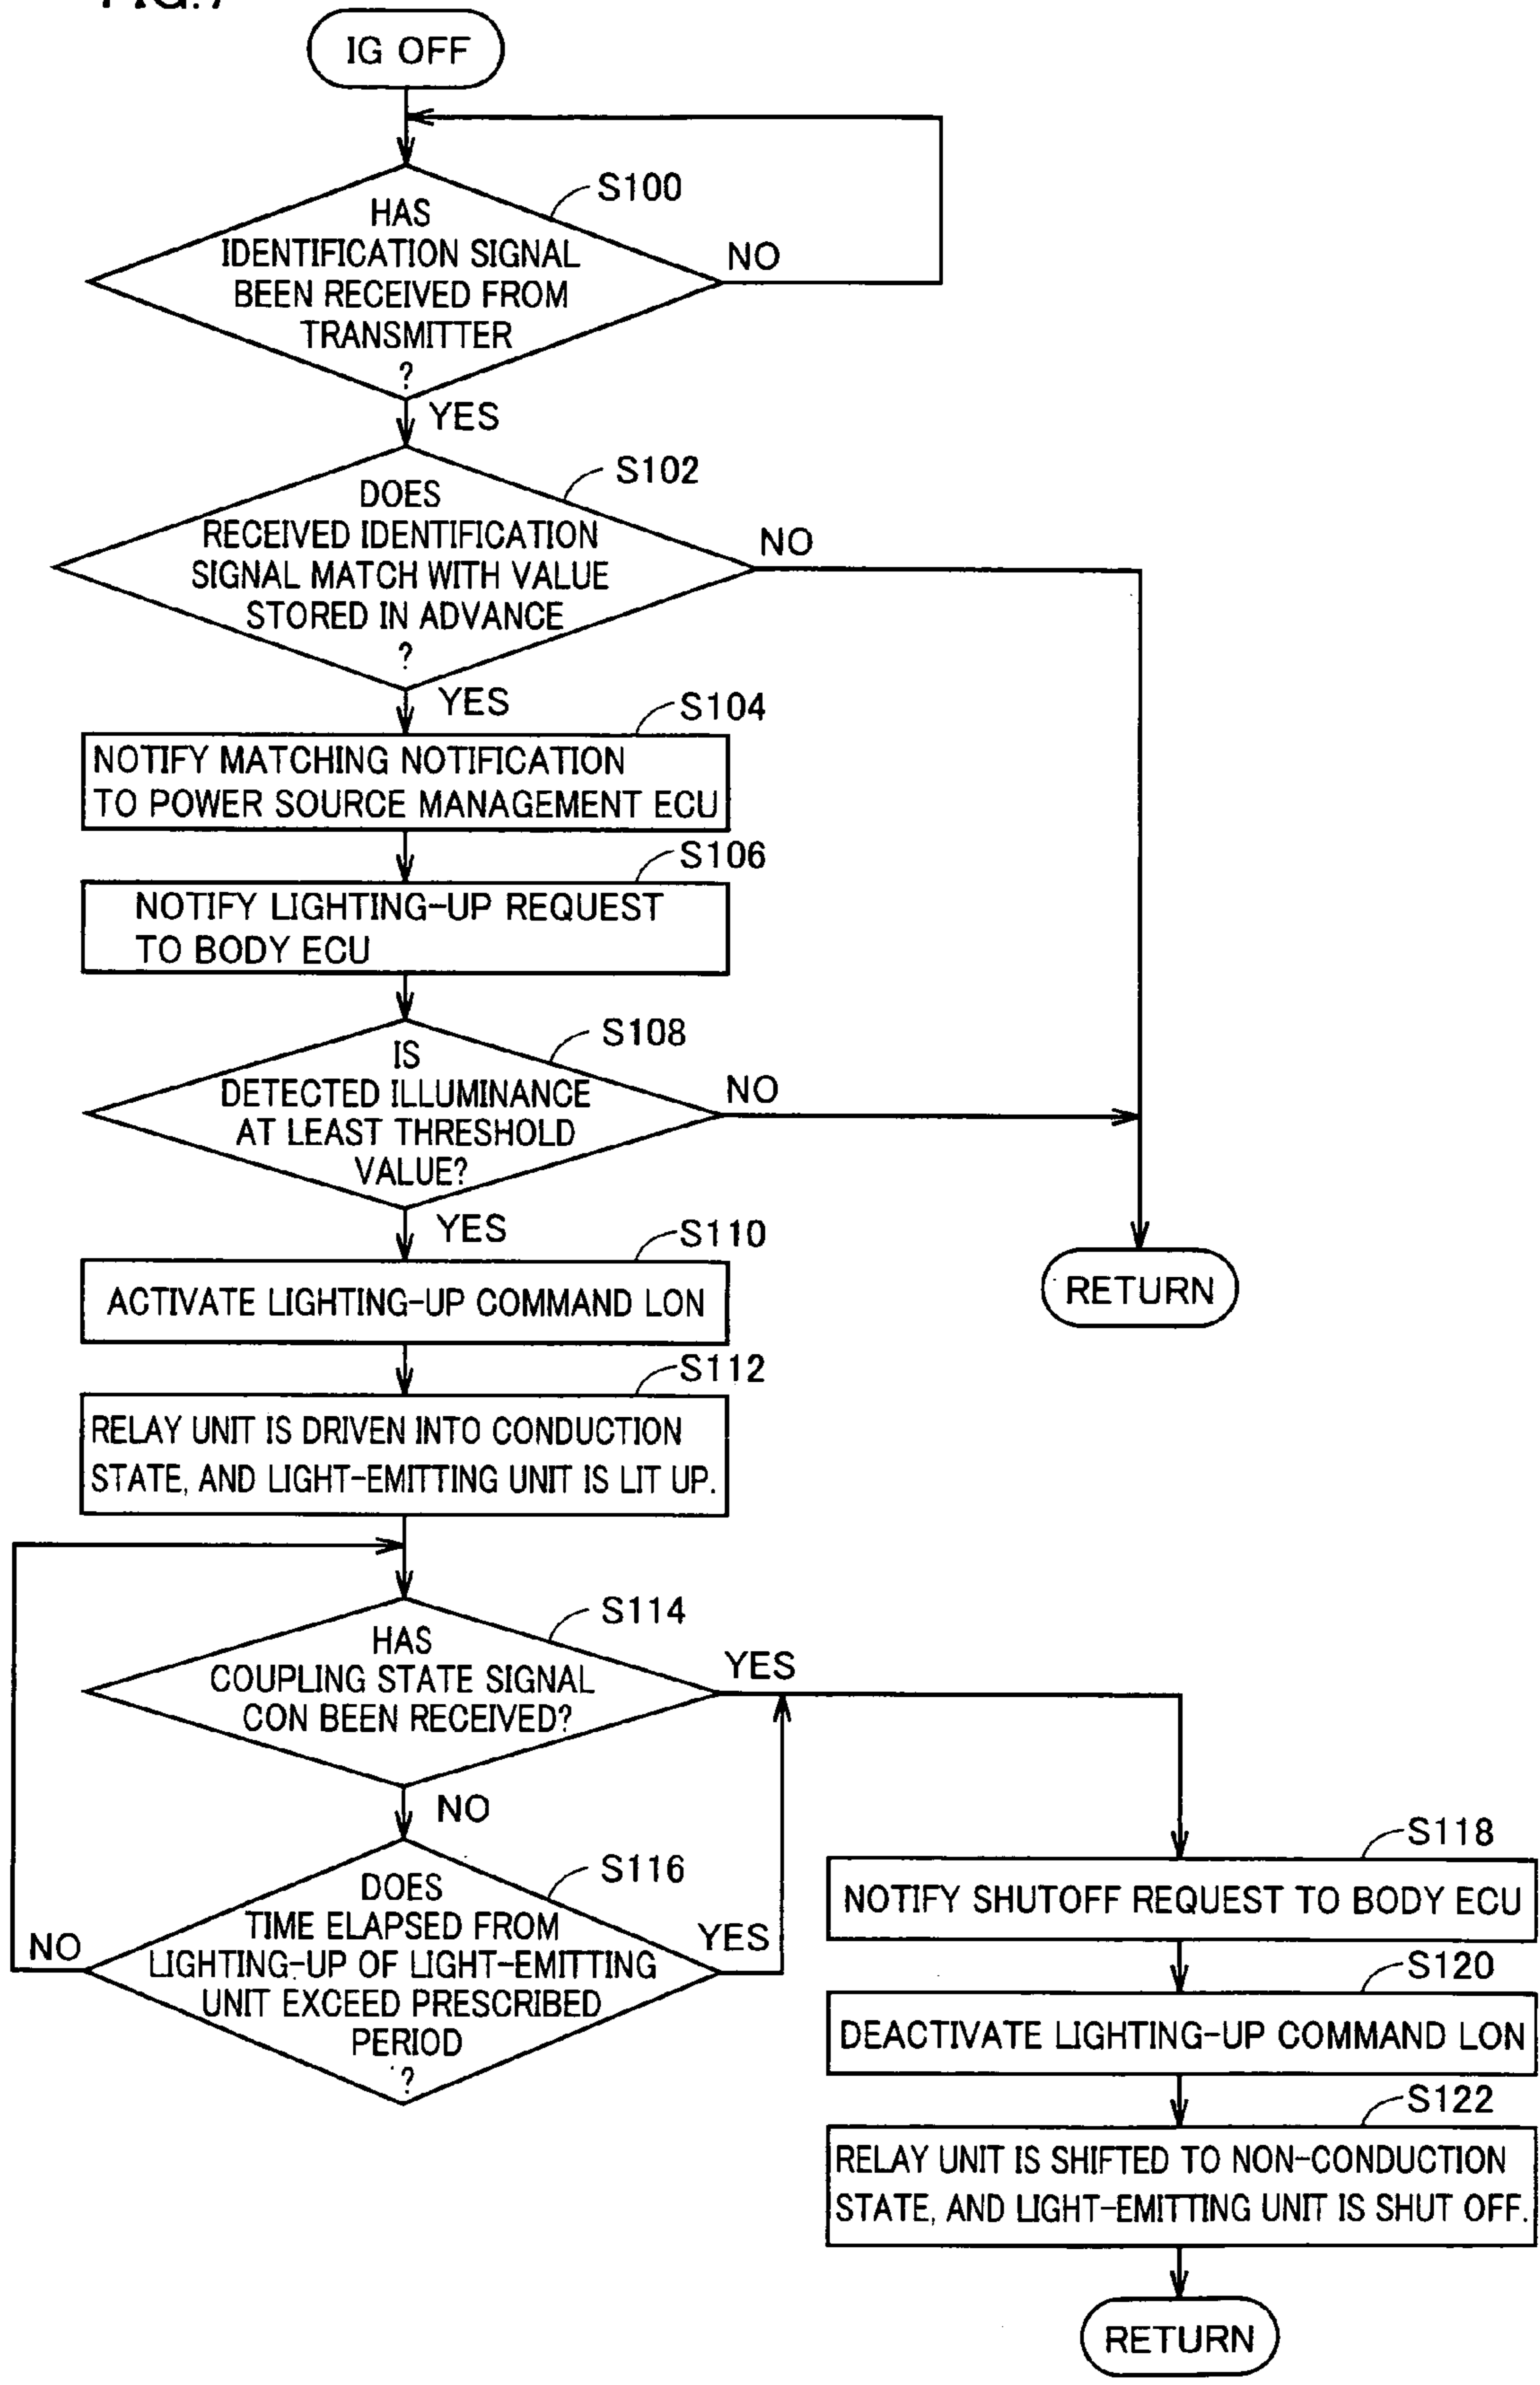 FIG.7
IG OFF
S100
HAS
IDENTIFICATION SIGNAL
BEEN RECEIVED FROM
TRANSMITTER
?
NO
YES
S102
DOES
RECEIVED IDENTIFICATION
SIGNAL MATCH WITH VALUE
STORED IN ADVANCE
?
NO
YES
S104
NOTIFY MATCHING NOTIFICATION
TO POWER SOURCE MANAGEMENT ECU
S106
NOTIFY LIGHTING-UP REQUEST
TO BODY ECU
S108
IS
DETECTED ILLUMINANCE
AT LEAST THRESHOLD
VALUE?
NO
YES
S110
ACTIVATE LIGHTING-UP COMMAND LON
RETURN
S112
RELAY UNIT IS DRIVEN INTO CONDUCTION
STATE, AND LIGHT-EMITTING UNIT IS LIT UP.
S114
HAS
COUPLING STATE SIGNAL
CON BEEN RECEIVED?
YES
NO
S116
DOES
TIME ELAPSED FROM
LIGHTING-UP OF LIGHT-EMITTING
UNIT EXCEED PRESCRIBED
PERIOD
?
NO
YES
S118
NOTIFY SHUTOFF REQUEST TO BODY ECU
S120
DEACTIVATE LIGHTING-UP COMMAND LON
S122
RELAY UNIT IS SHIFTED TO NON-CONDUCTION
STATE, AND LIGHT-EMITTING UNIT IS SHUT OFF.
RETURN